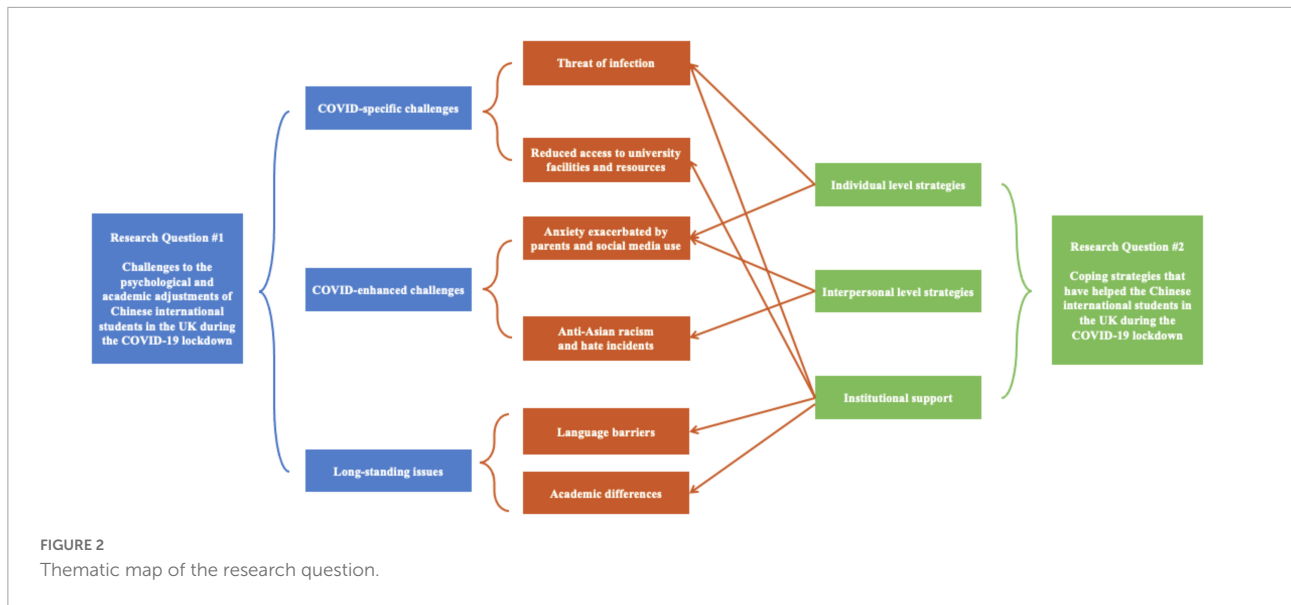 Research Question #1
Challenges to the
psychological and
academic adjustments of
Chinese international
students in the UK during
the COVID-19 lockdown
COVID-specific challenges
COVID-enhanced challenges
Long-standing issues
Threat of infection
Reduced access to university
facilities and resources
Anxiety exacerbated by
parents and social media use
Anti-Asian racism
and hate incidents
Language barriers
Academic differences
Individual level strategies
Interpersonal level strategies
Institutional support
Research Question #2
Coping strategies that
have helped the Chinese
international students in
the UK during the
COVID-19 lockdown
FIGURE 2
Thematic map of the research question.